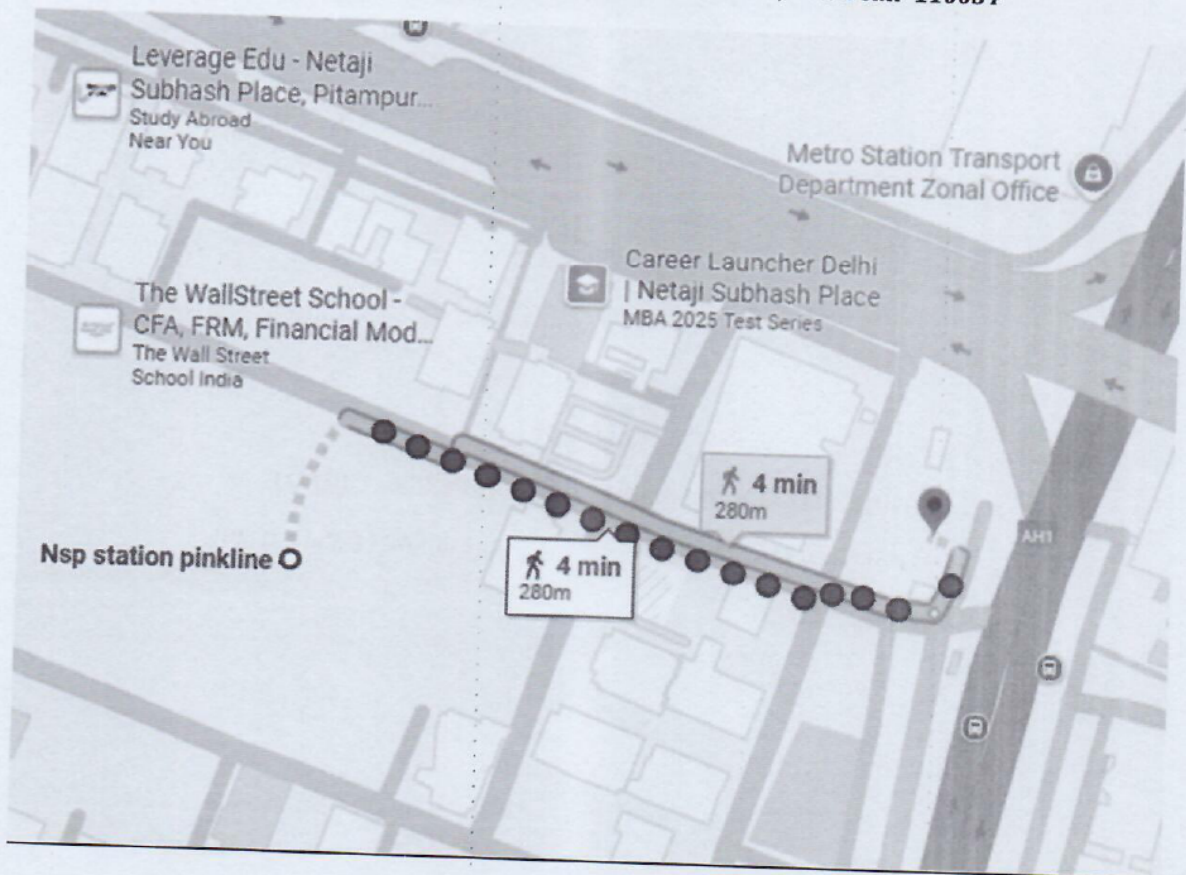 Leverage Edu - Netaji
Subhash Place, Pitampur...
Study Abroad
Near You
Metro Station Transport
Department Zonal Office
Career Launcher Delhi
| Netaji Subhash Place
MBA 2025 Test Series
The WallStreet School -
CFA, FRM, Financial Mod...
The Wall Street
School India
4 min
280m
AH1
Nsp station pinkline
4 min
280m